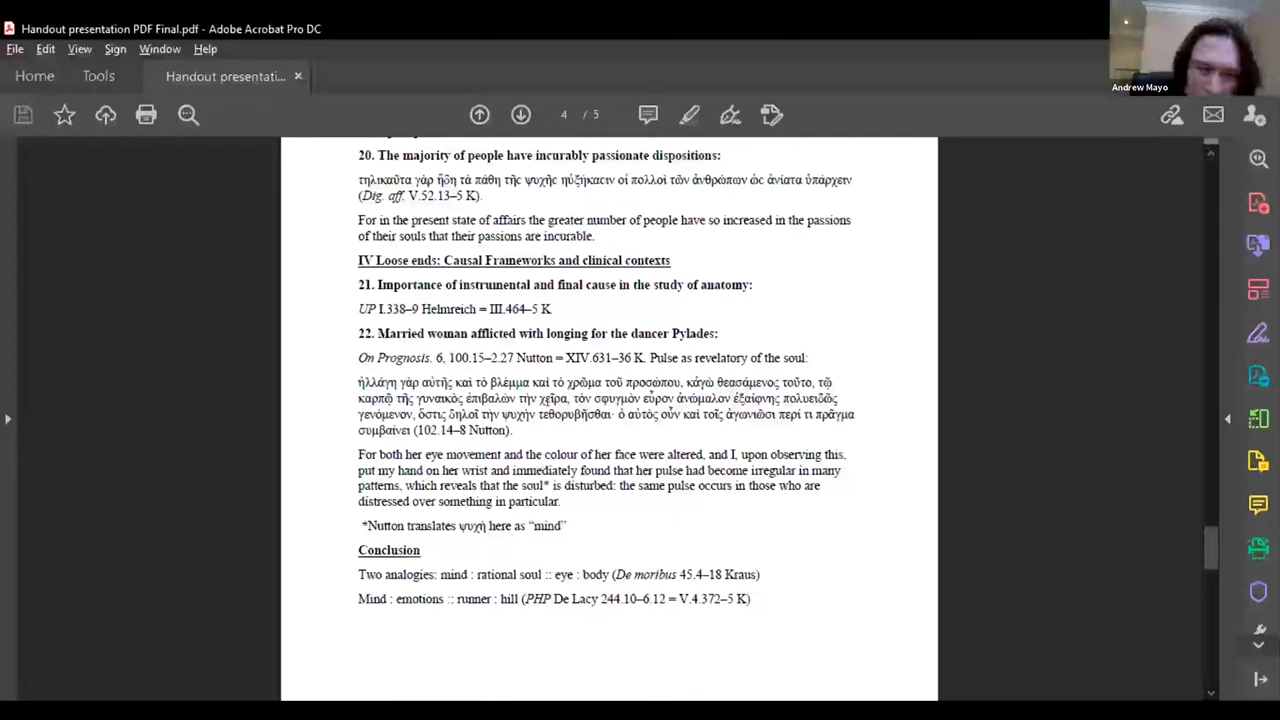 Handout presentation PDF Final.pdf - Adobe Acrobat Pro DC
File Edit View Sign Window Help
Home Tools Handout presentati... ×
4 / 5
Andrew Mayo
20. The majority of people have incurably passionate dispositions:
τηλικαῦτα γὰρ ἤδη τὰ πάθη τῆς ψυχῆς ηὐξήκασιν οἱ πολλοὶ τῶν ἀνθρώπων ὡς ἀνίατα ὑπάρχειν
(Dig. aff. V.52.13–5 K).
For in the present state of affairs the greater number of people have so increased in the passions
of their souls that their passions are incurable.
IV Loose ends: Causal Frameworks and clinical contexts
21. Importance of instrumental and final cause in the study of anatomy:
UP I.338–9 Helmreich = III.464–5 K
22. Married woman afflicted with longing for the dancer Pylades:
On Prognosis. 6, 100.15–2.27 Nutton = XIV.631–36 K. Pulse as revelatory of the soul:
ἠλλάγη γὰρ αὐτῆς καὶ τὸ βλέμμα καὶ τὸ χρῶμα τοῦ προσώπου, κἀγὼ θεασάμενος τοῦτο, τῷ
καρπῷ τῆς γυναικὸς ἐπιβαλὼν τὴν χεῖρα, τὸν σφυγμὸν εὗρον ἀνώμαλον ἐξαίφνης πολυειδῶς
γενόμενον, ὅστις δηλοῖ τὴν ψυχὴν τεθορυβῆσθαι· ὁ αὐτὸς οὖν καὶ τοῖς ἀγωνιῶσι περί τι πρᾶγμα
συμβαίνει (102.14–8 Nutton).
For both her eye movement and the colour of her face were altered, and I, upon observing this,
put my hand on her wrist and immediately found that her pulse had become irregular in many
patterns, which reveals that the soul* is disturbed: the same pulse occurs in those who are
distressed over something in particular.
*Nutton translates ψυχή here as “mind”
Conclusion
Two analogies: mind : rational soul :: eye : body (De moribus 45.4–18 Kraus)
Mind : emotions :: runner : hill (PHP De Lacy 244.10–6.12 = V.4.372–5 K)